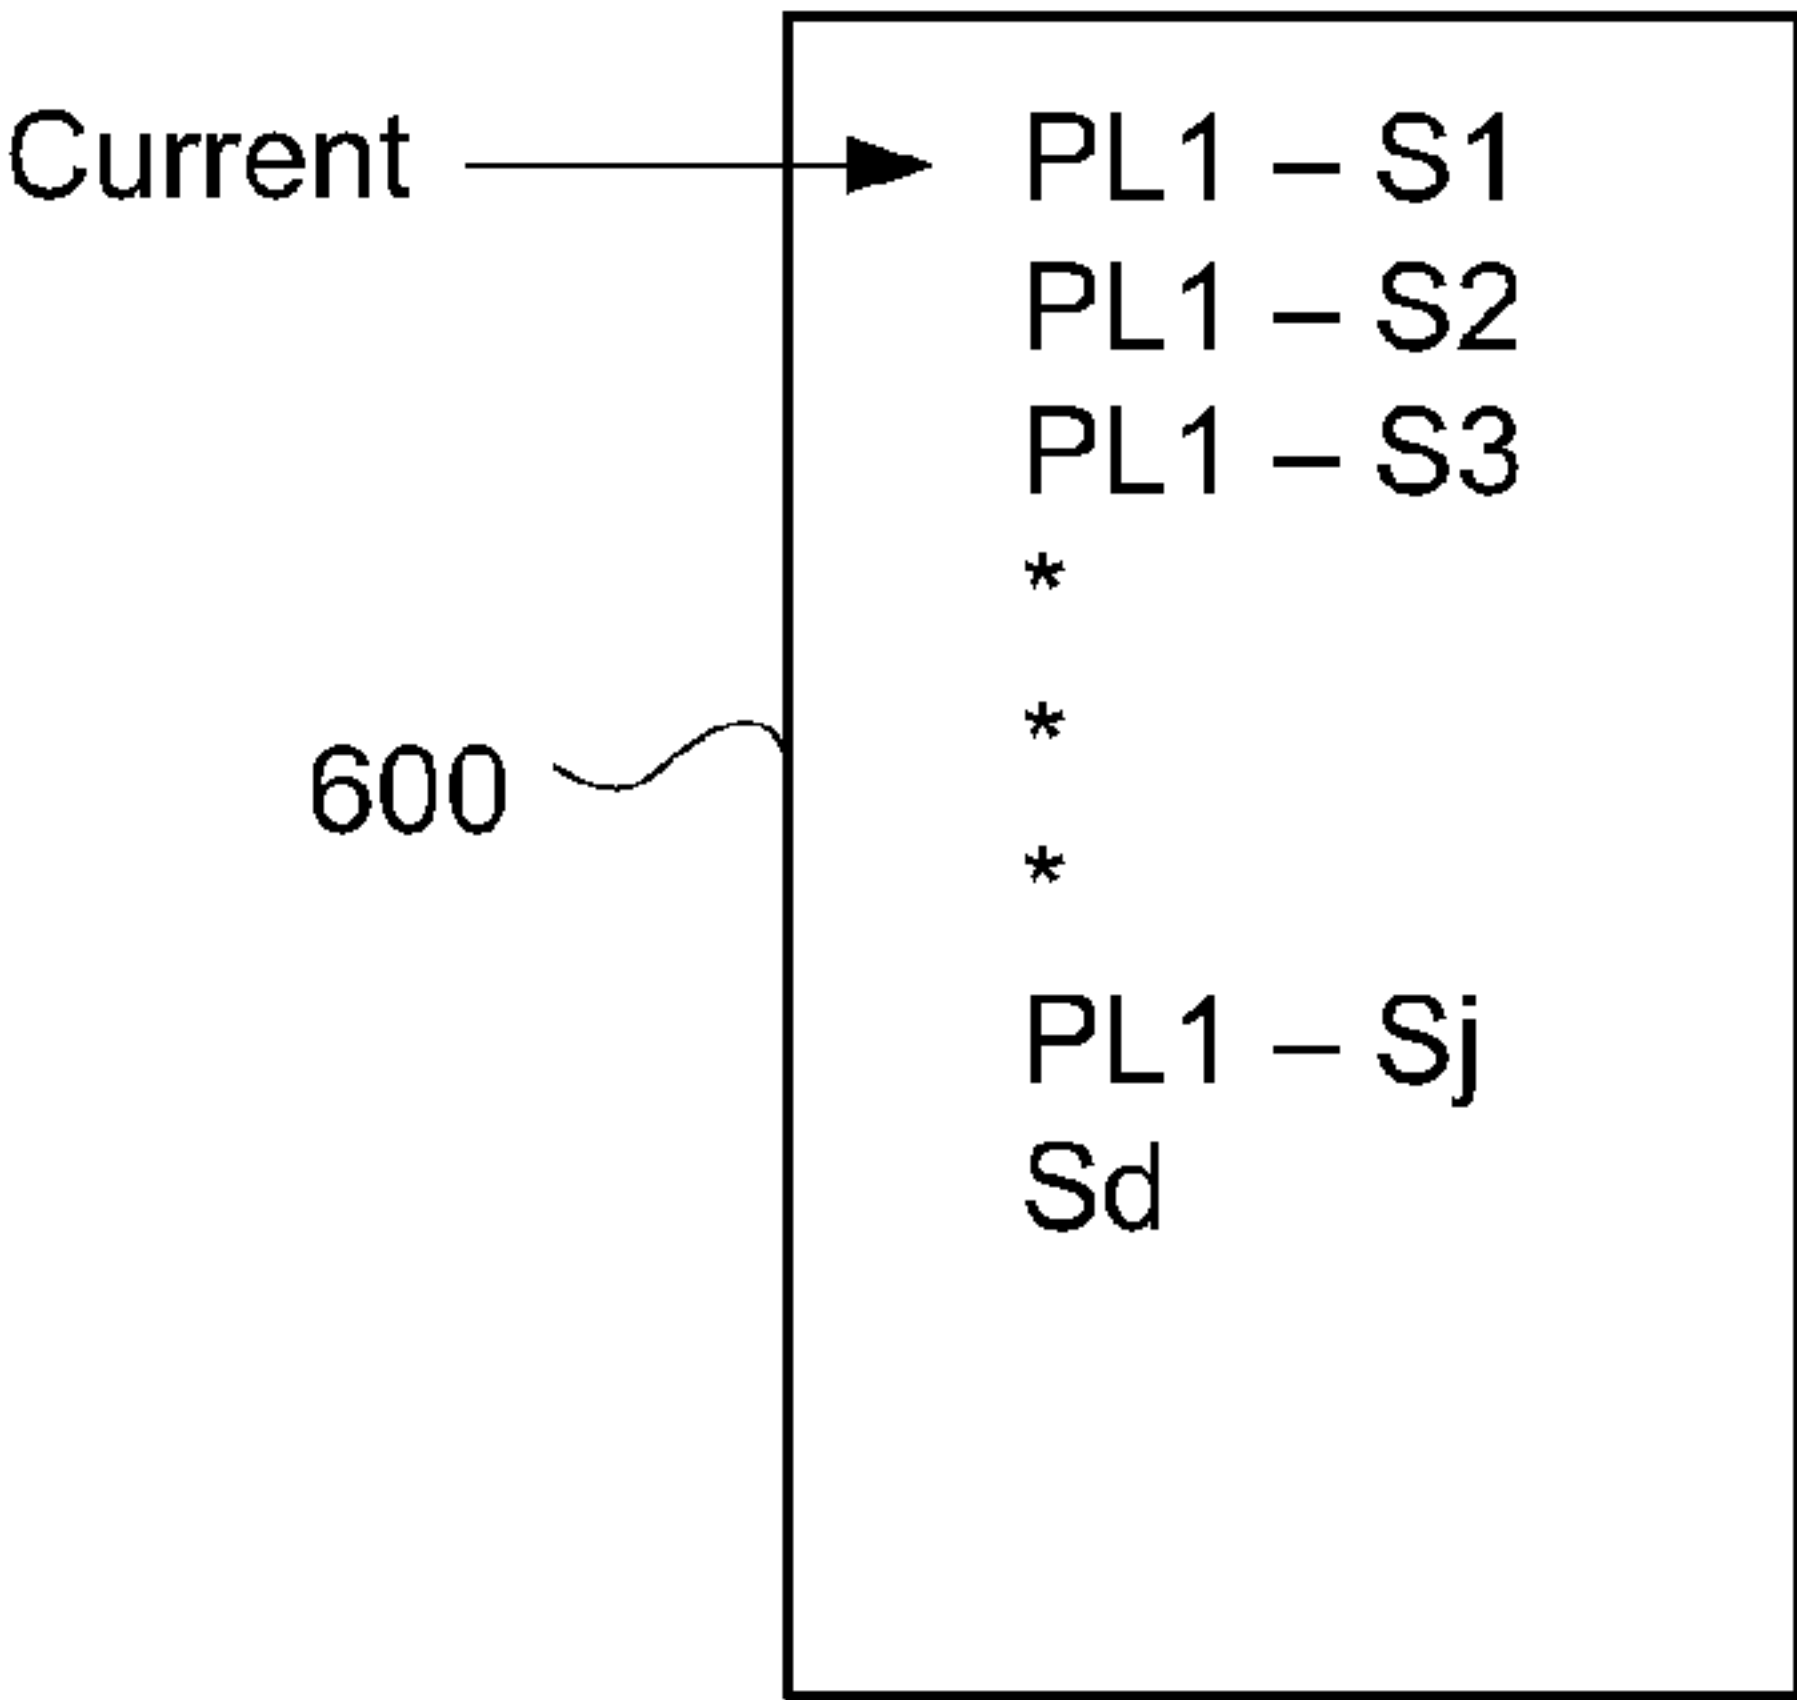 Current
PL1 – S1
PL1 – S2
PL1 – S3
*
*
600
*
PL1 – Sj
Sd